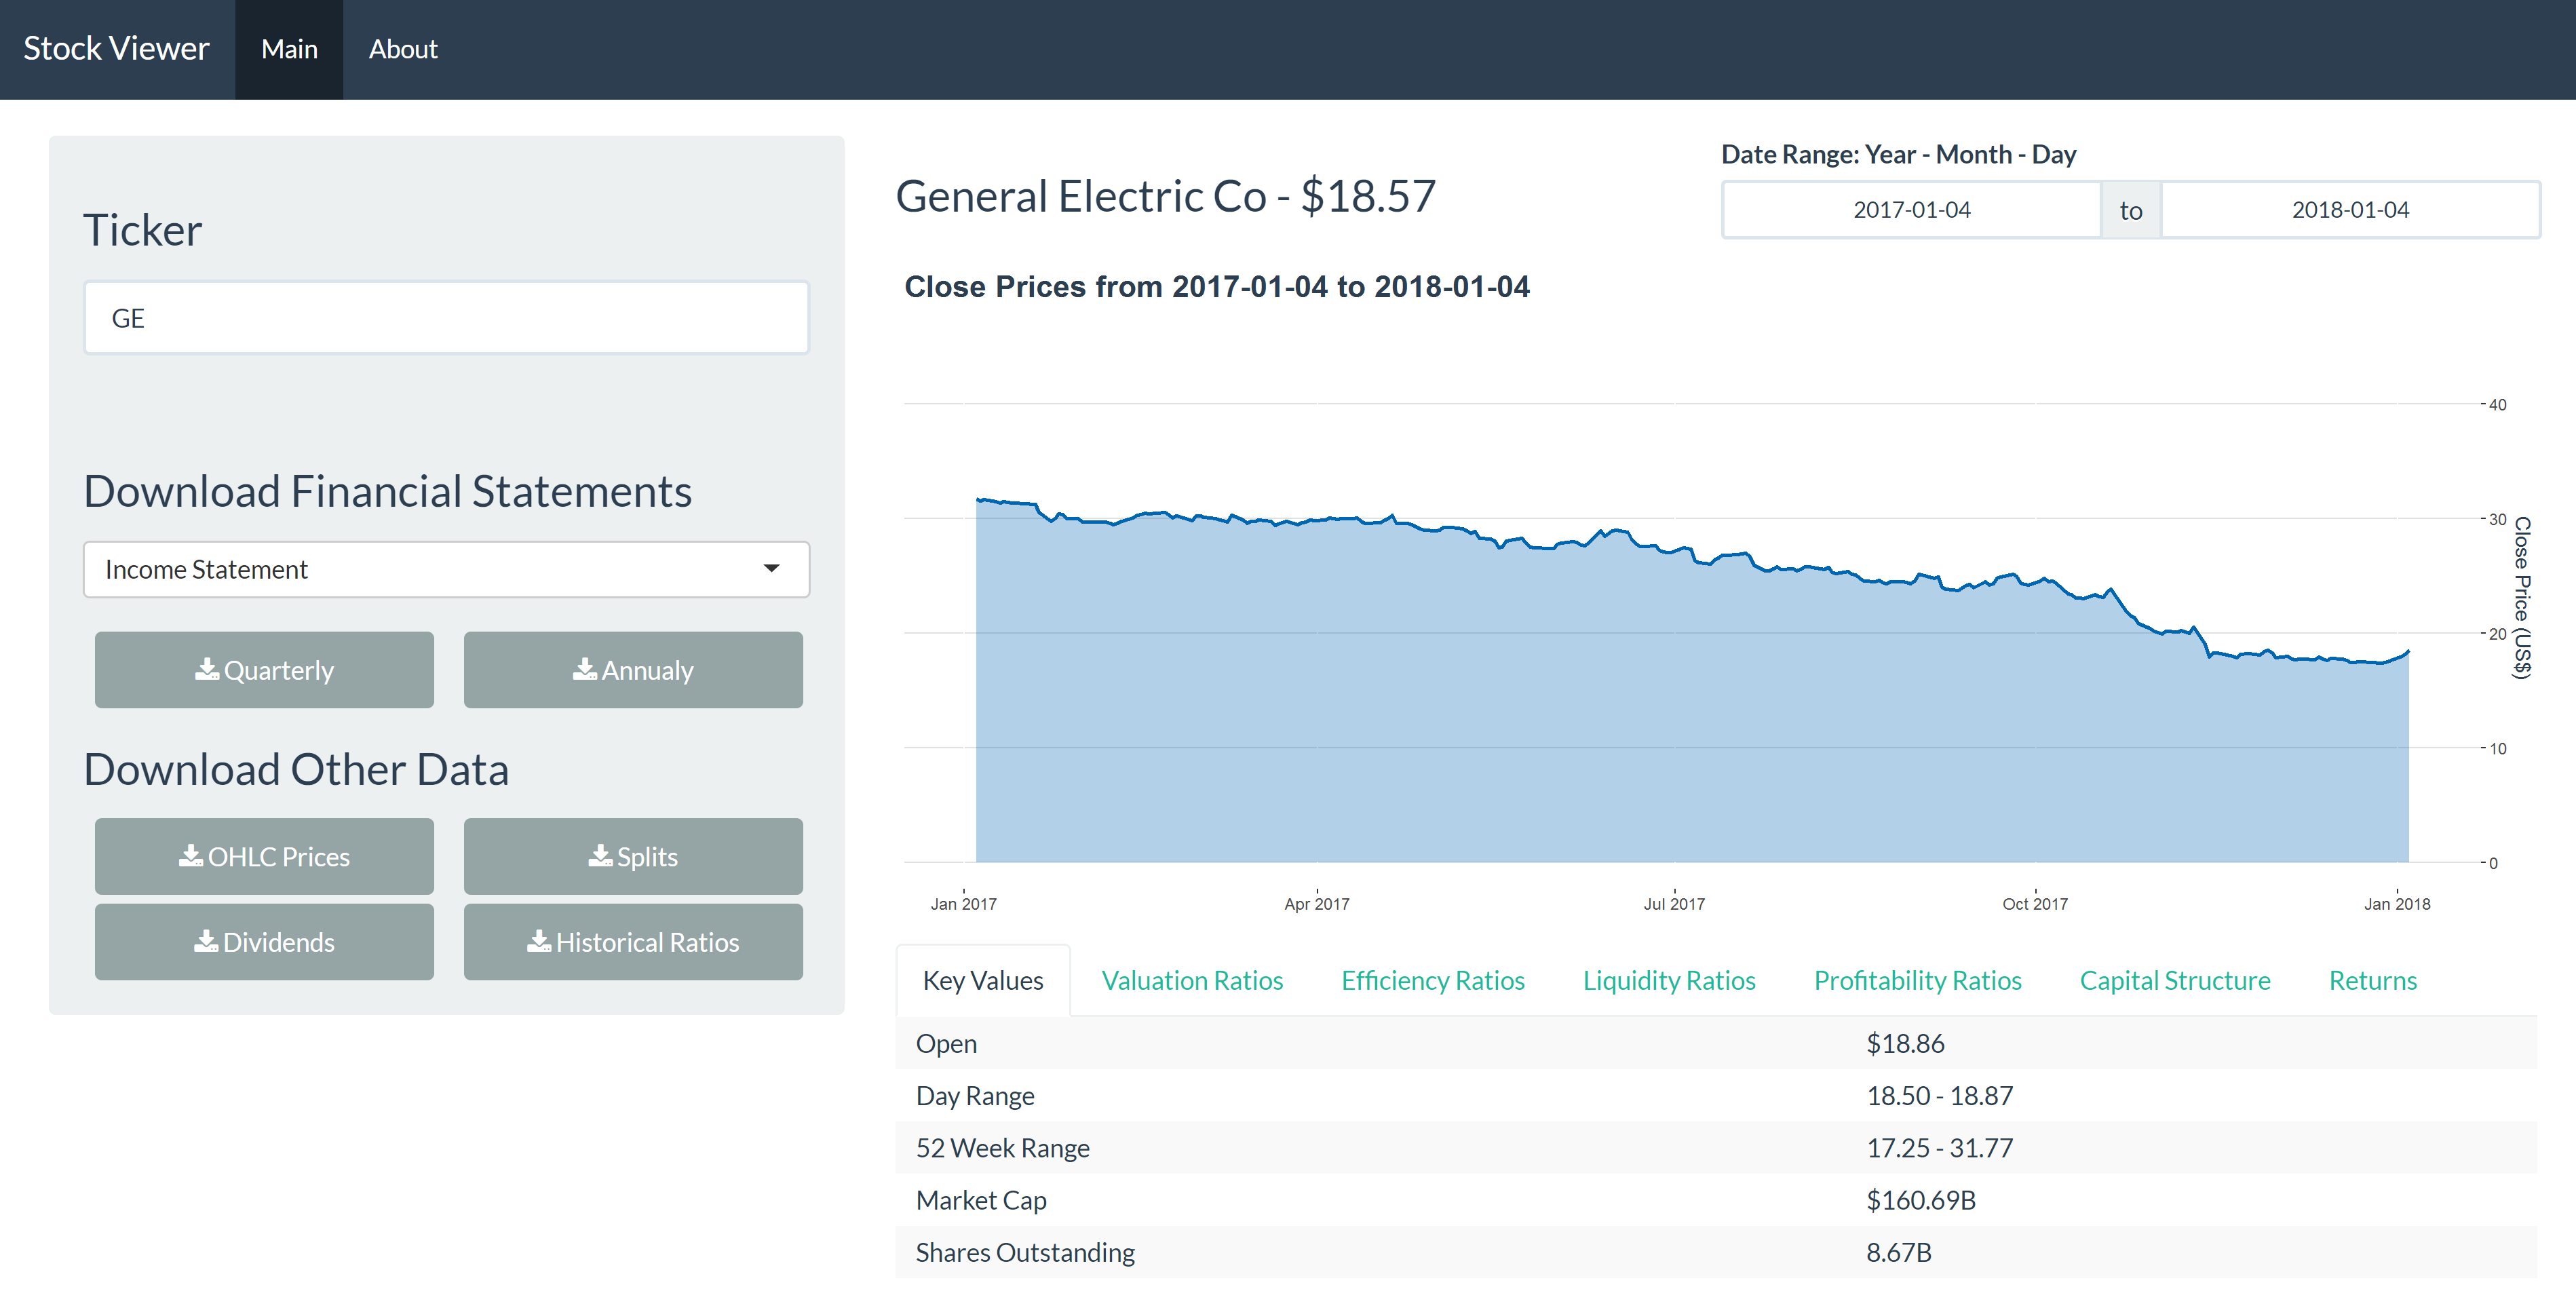 Stock Viewer Main About
Ticker
GE
Download Financial Statements
Income Statement
Quarterly Annualy
Download Other Data
OHLC Prices Splits
Dividends Historical Ratios
General Electric Co - $18.57
Date Range: Year - Month - Day
2017-01-04 to 2018-01-04
Close Prices from 2017-01-04 to 2018-01-04
40
30
20
10
0
Close Price (US$)
Jan 2017 Apr 2017 Jul 2017 Oct 2017 Jan 2018
Key Values Valuation Ratios Efficiency Ratios Liquidity Ratios Profitability Ratios Capital Structure Returns
Open $18.86
Day Range 18.50 - 18.87
52 Week Range 17.25 - 31.77
Market Cap $160.69B
Shares Outstanding 8.67B